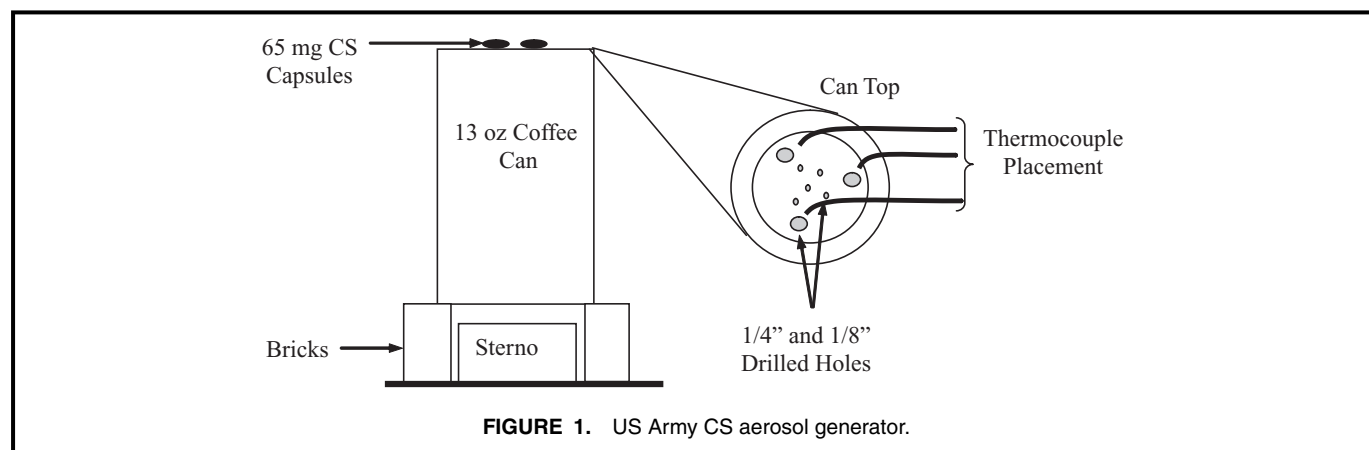 65 mg CS
Capsules
13 oz Coffee
Can
Can Top
Thermocouple
Placement
Bricks
Sterno
1/4” and 1/8”
Drilled Holes
FIGURE 1. US Army CS aerosol generator.